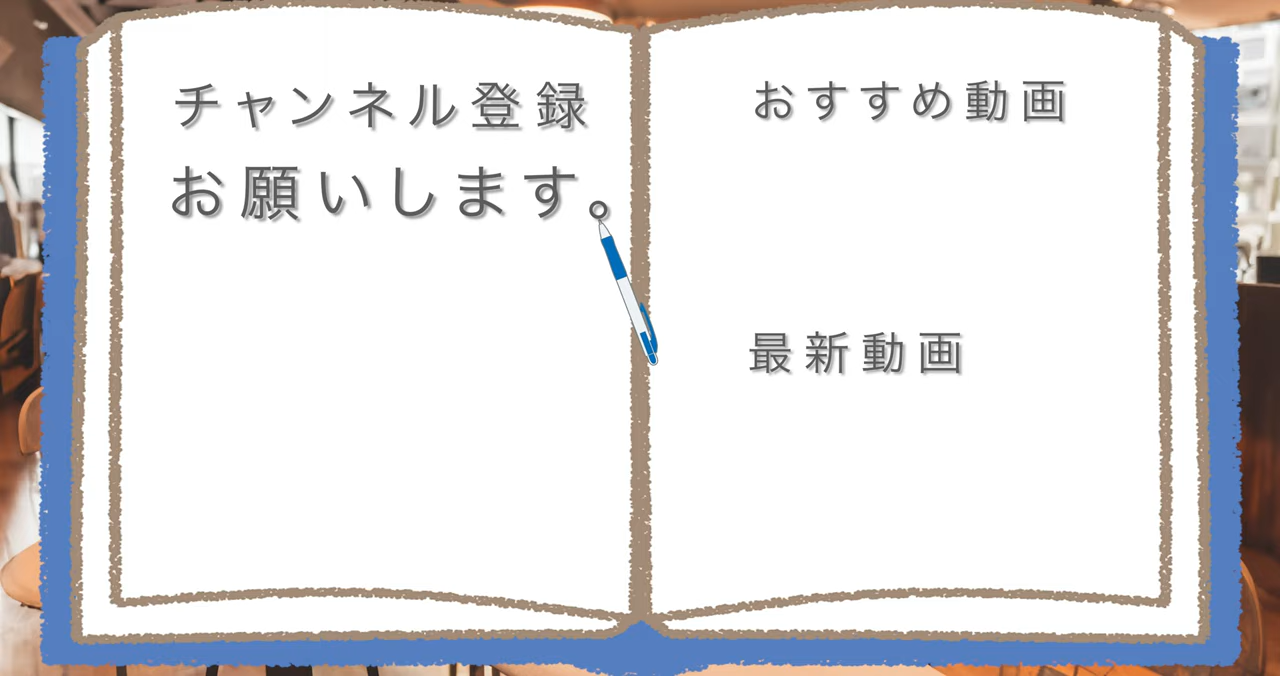 チャンネル登録
お願いします。
おすすめ動画
最新動画